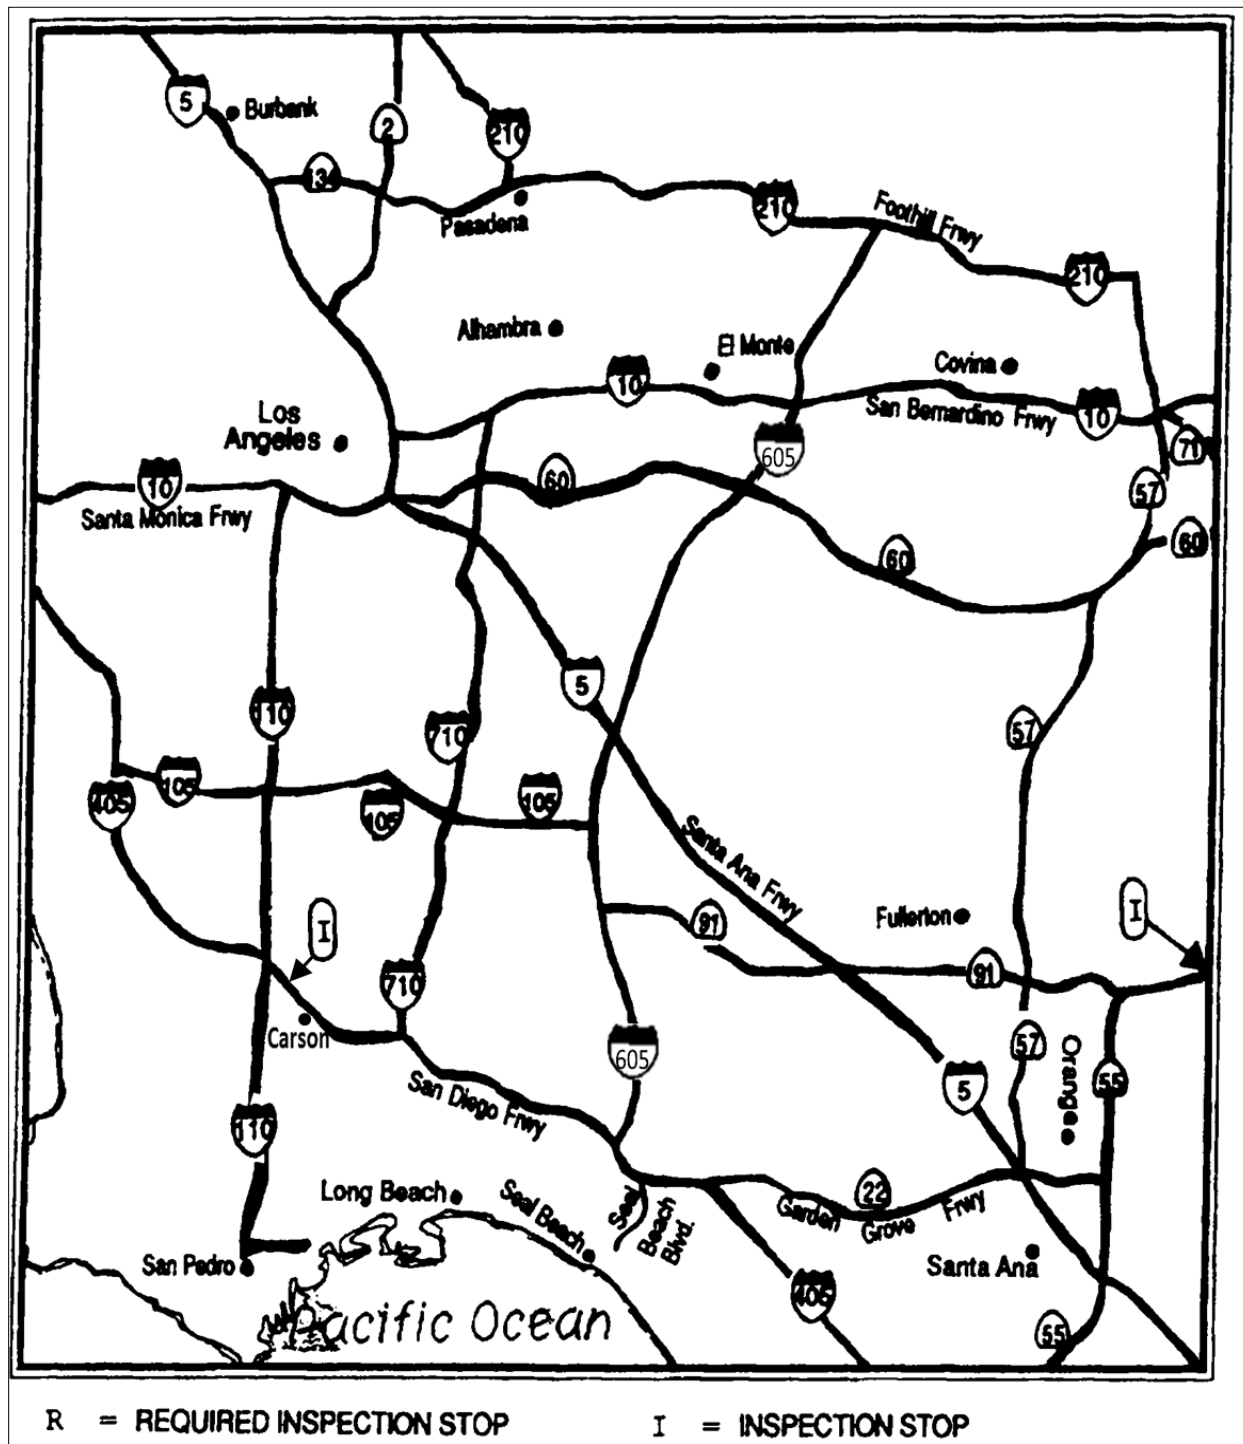 5
Burbank
2
210
134
Pasadena
210
Foothill Frwy
210
Alhambra
El Monte
Covina
10
San Bernardino Frwy
10
Los
Angeles
605
71
10
60
57
Santa Monica Frwy
60
60
5
110
710
57
105
405
105
105
Santa Ana Frwy
I
91
Fullerton
I
710
91
Carson
605
57
Orange
San Diego Frwy
5
55
110
Long Beach
Seal Beach
Seal
Beach
Blvd.
22
Garden Grove Frwy
San Pedro
Santa Ana
405
Pacific Ocean
55
R = REQUIRED INSPECTION STOP
I = INSPECTION STOP